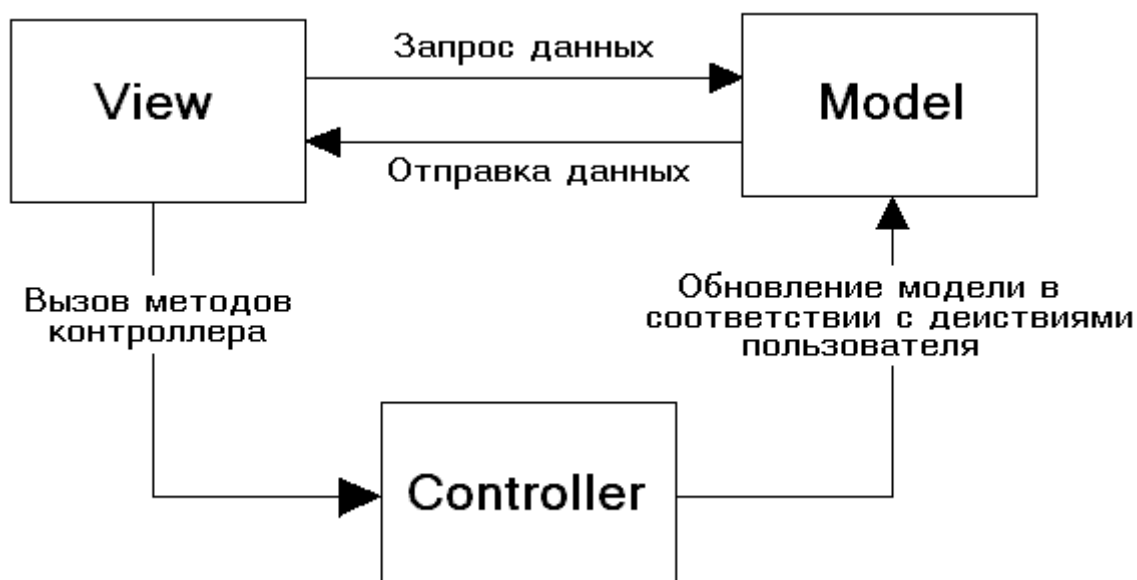 Запрос данных
View
Model
Отправка данных
Вызов методов
контроллера
Обновление модели в
соответствии с деиствиями
пользователя
Controller